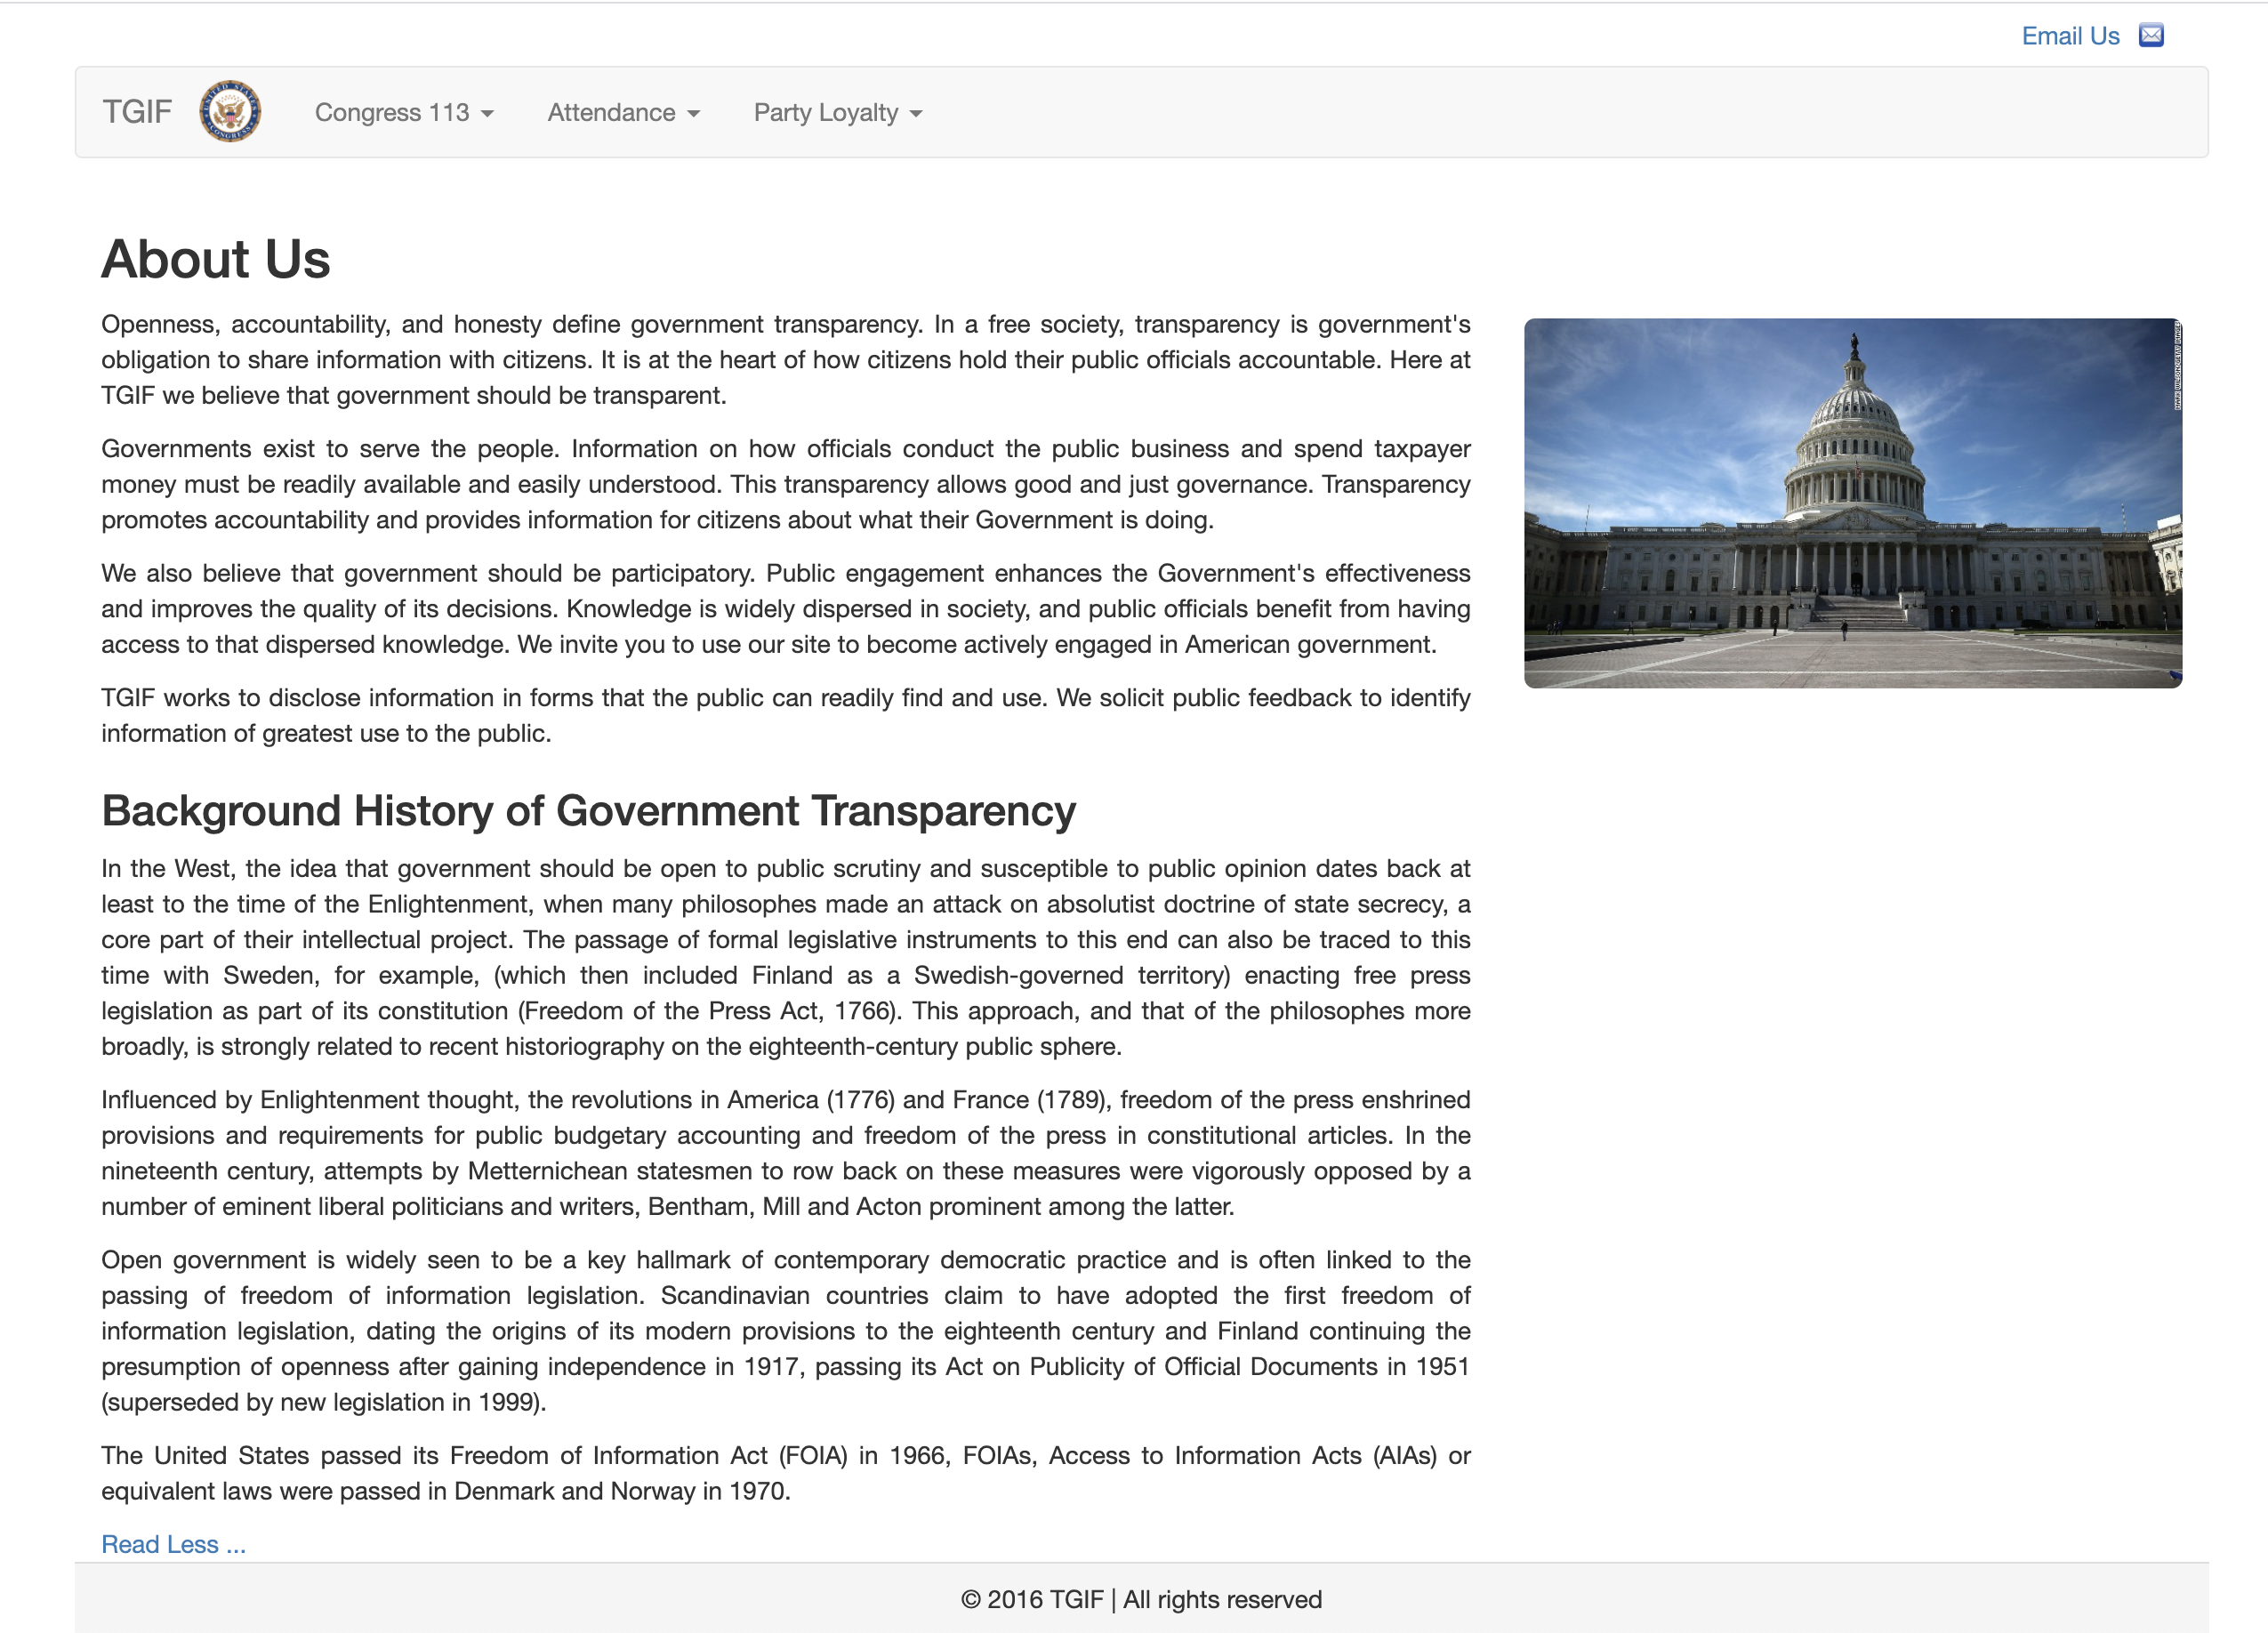 Email Us
TGIF
UNITED STATES
CONGRESS
Congress 113
Attendance
Party Loyalty
About Us
Openness, accountability, and honesty define government transparency. In a free society, transparency is government's
obligation to share information with citizens. It is at the heart of how citizens hold their public officials accountable. Here at
TGIF we believe that government should be transparent.
Governments exist to serve the people. Information on how officials conduct the public business and spend taxpayer
money must be readily available and easily understood. This transparency allows good and just governance. Transparency
promotes accountability and provides information for citizens about what their Government is doing.
We also believe that government should be participatory. Public engagement enhances the Government's effectiveness
and improves the quality of its decisions. Knowledge is widely dispersed in society, and public officials benefit from having
access to that dispersed knowledge. We invite you to use our site to become actively engaged in American government.
TGIF works to disclose information in forms that the public can readily find and use. We solicit public feedback to identify
information of greatest use to the public.
MARK WILSON/GETTY IMAGES
Background History of Government Transparency
In the West, the idea that government should be open to public scrutiny and susceptible to public opinion dates back at
least to the time of the Enlightenment, when many philosophes made an attack on absolutist doctrine of state secrecy, a
core part of their intellectual project. The passage of formal legislative instruments to this end can also be traced to this
time with Sweden, for example, (which then included Finland as a Swedish-governed territory) enacting free press
legislation as part of its constitution (Freedom of the Press Act, 1766). This approach, and that of the philosophes more
broadly, is strongly related to recent historiography on the eighteenth-century public sphere.
Influenced by Enlightenment thought, the revolutions in America (1776) and France (1789), freedom of the press enshrined
provisions and requirements for public budgetary accounting and freedom of the press in constitutional articles. In the
nineteenth century, attempts by Metternichean statesmen to row back on these measures were vigorously opposed by a
number of eminent liberal politicians and writers, Bentham, Mill and Acton prominent among the latter.
Open government is widely seen to be a key hallmark of contemporary democratic practice and is often linked to the
passing of freedom of information legislation. Scandinavian countries claim to have adopted the first freedom of
information legislation, dating the origins of its modern provisions to the eighteenth century and Finland continuing the
presumption of openness after gaining independence in 1917, passing its Act on Publicity of Official Documents in 1951
(superseded by new legislation in 1999).
The United States passed its Freedom of Information Act (FOIA) in 1966, FOIAs, Access to Information Acts (AIAs) or
equivalent laws were passed in Denmark and Norway in 1970.
Read Less ...
© 2016 TGIF | All rights reserved